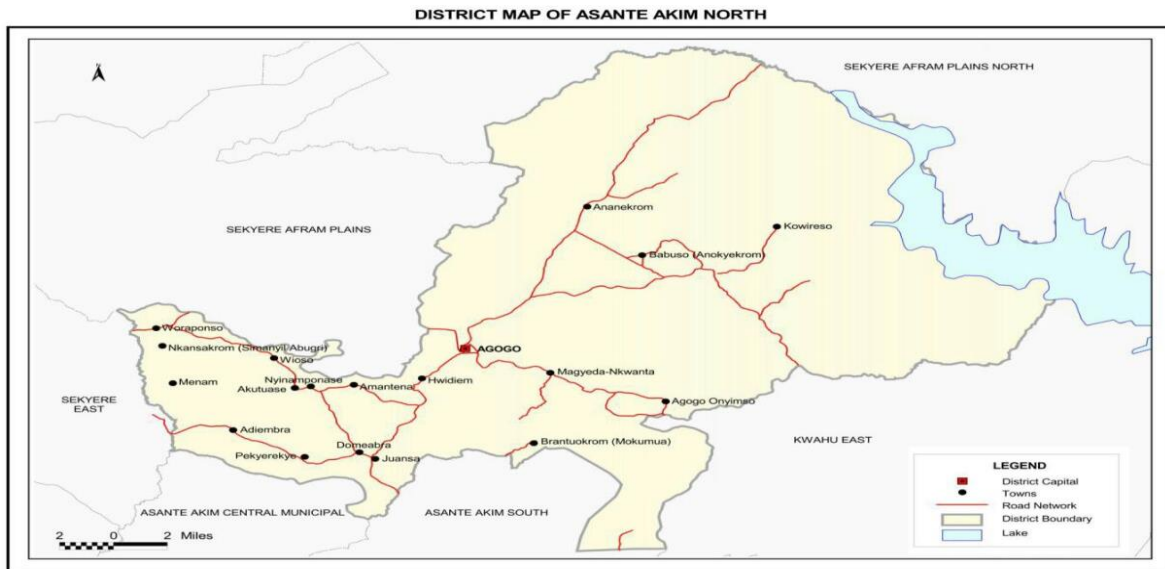 DISTRICT MAP OF ASANTE AKIM NORTH
SEKYERE AFRAM PLAINS NORTH
Ananekrom
Kowireso
SEKYERE AFRAM PLAINS
Babuso (Anokyekrom)
Woraponso
Nkansakrom (Simanyil/Abugri)
AGOGO
Wioso
Magyeda-Nkwanta
Hwidiem
Nyinamponase
Amantena
Menam
Akutuase
SEKYERE
EAST
Agogo Onyimso
Adiembra
Brantuokrom (Mokumua)
KWAHU EAST
Domeabra
Pekyerekye
Juansa
LEGEND
District Capital
Towns
Road Network
District Boundary
Lake
ASANTE AKIM CENTRAL MUNICIPAL
ASANTE AKIM SOUTH
2 0 2 Miles